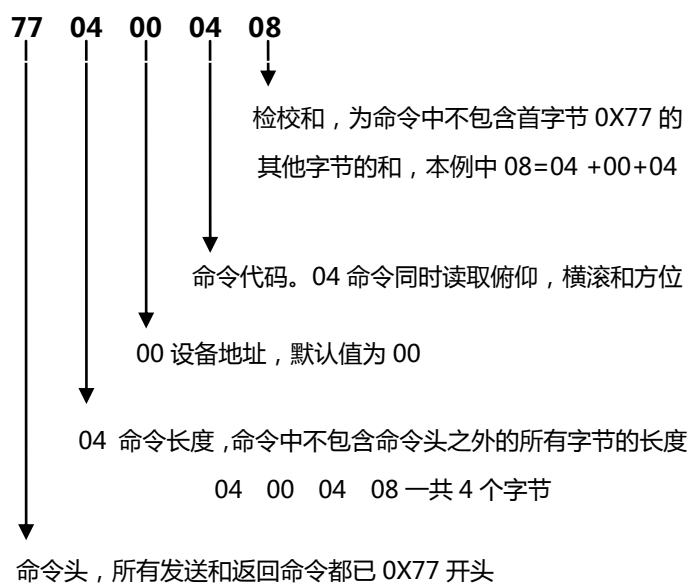 77 04 00 04 08
检校和，为命令中不包含首字节 0X77 的
其他字节的和，本例中 08=04 +00+04
命令代码。04 命令同时读取俯仰，横滚和方位
00 设备地址，默认值为 00
04 命令长度，命令中不包含命令头之外的所有字节的长度
04 00 04 08 一共 4 个字节
命令头，所有发送和返回命令都已 0X77 开头